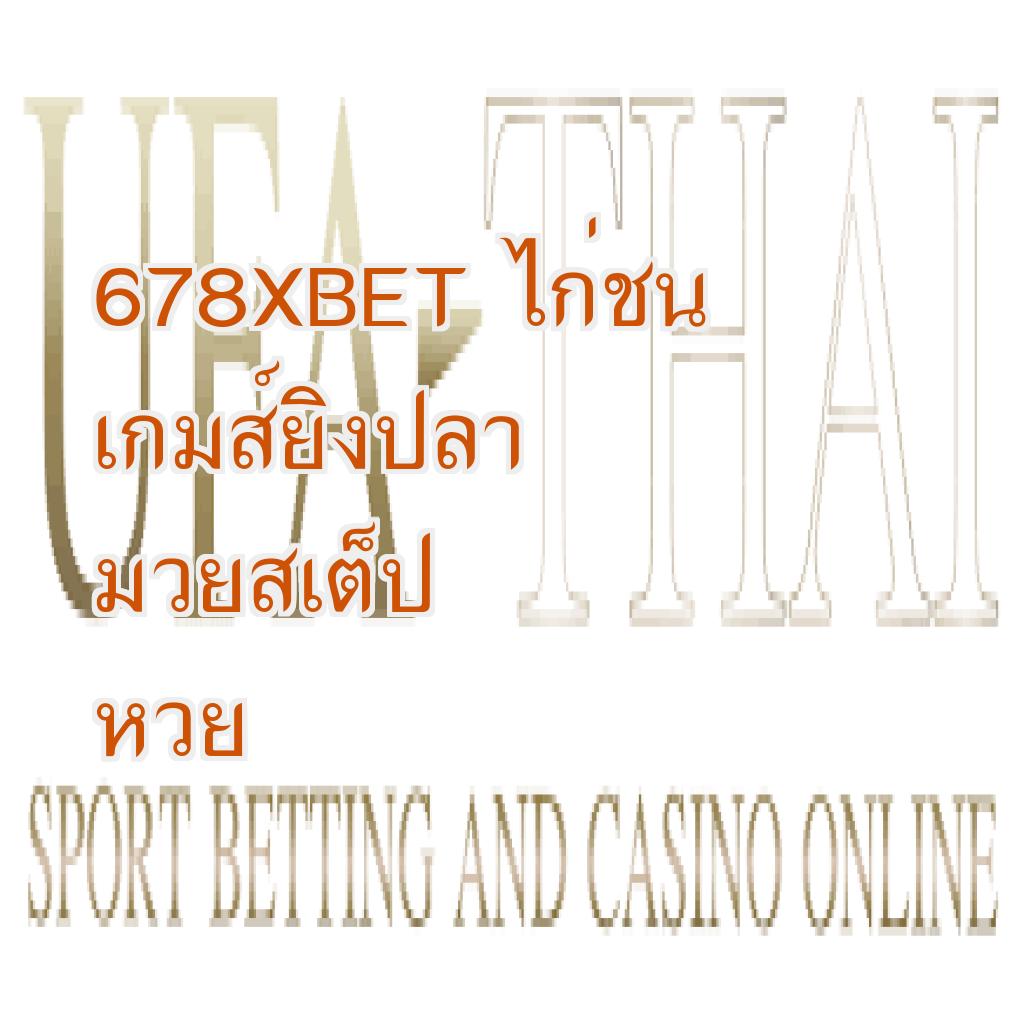 UFA THAI
678XBET ไก่ชน
เกมส์ยิงปลา
มวยสเต็ป
หวย
SPORT BETTING AND CASINO ONLINE